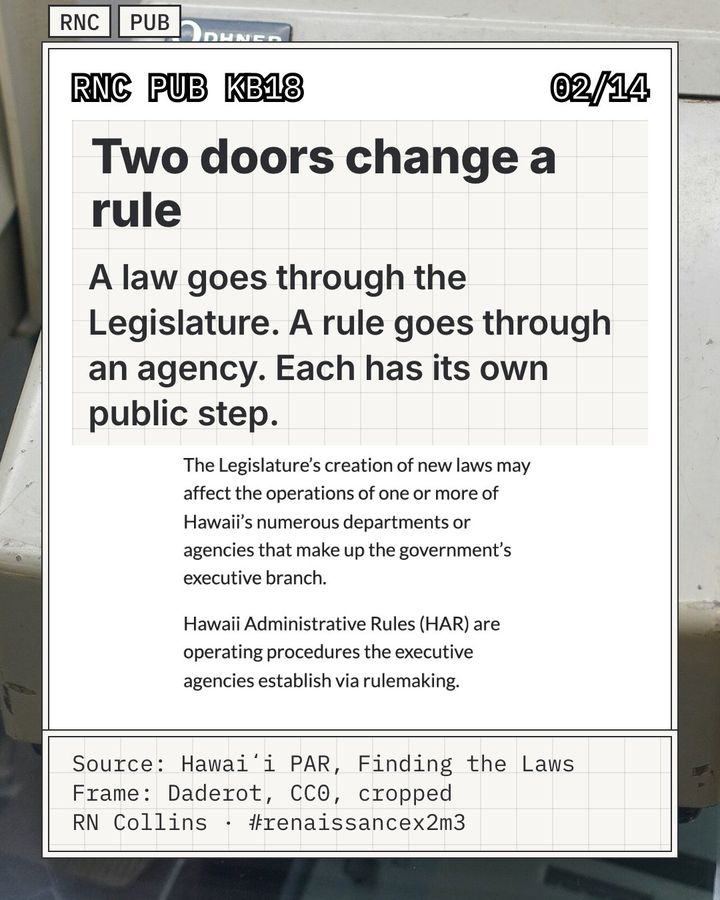 RNC PUB
ODHNER
RNC PUB KB18 02/14
Two doors change a
rule
A law goes through the
Legislature. A rule goes through
an agency. Each has its own
public step.
The Legislature’s creation of new laws may
affect the operations of one or more of
Hawaii’s numerous departments or
agencies that make up the government’s
executive branch.
Hawaii Administrative Rules (HAR) are
operating procedures the executive
agencies establish via rulemaking.
Source: Hawaiʻi PAR, Finding the Laws
Frame: Daderot, CC0, cropped
RN Collins · #renaissancex2m3